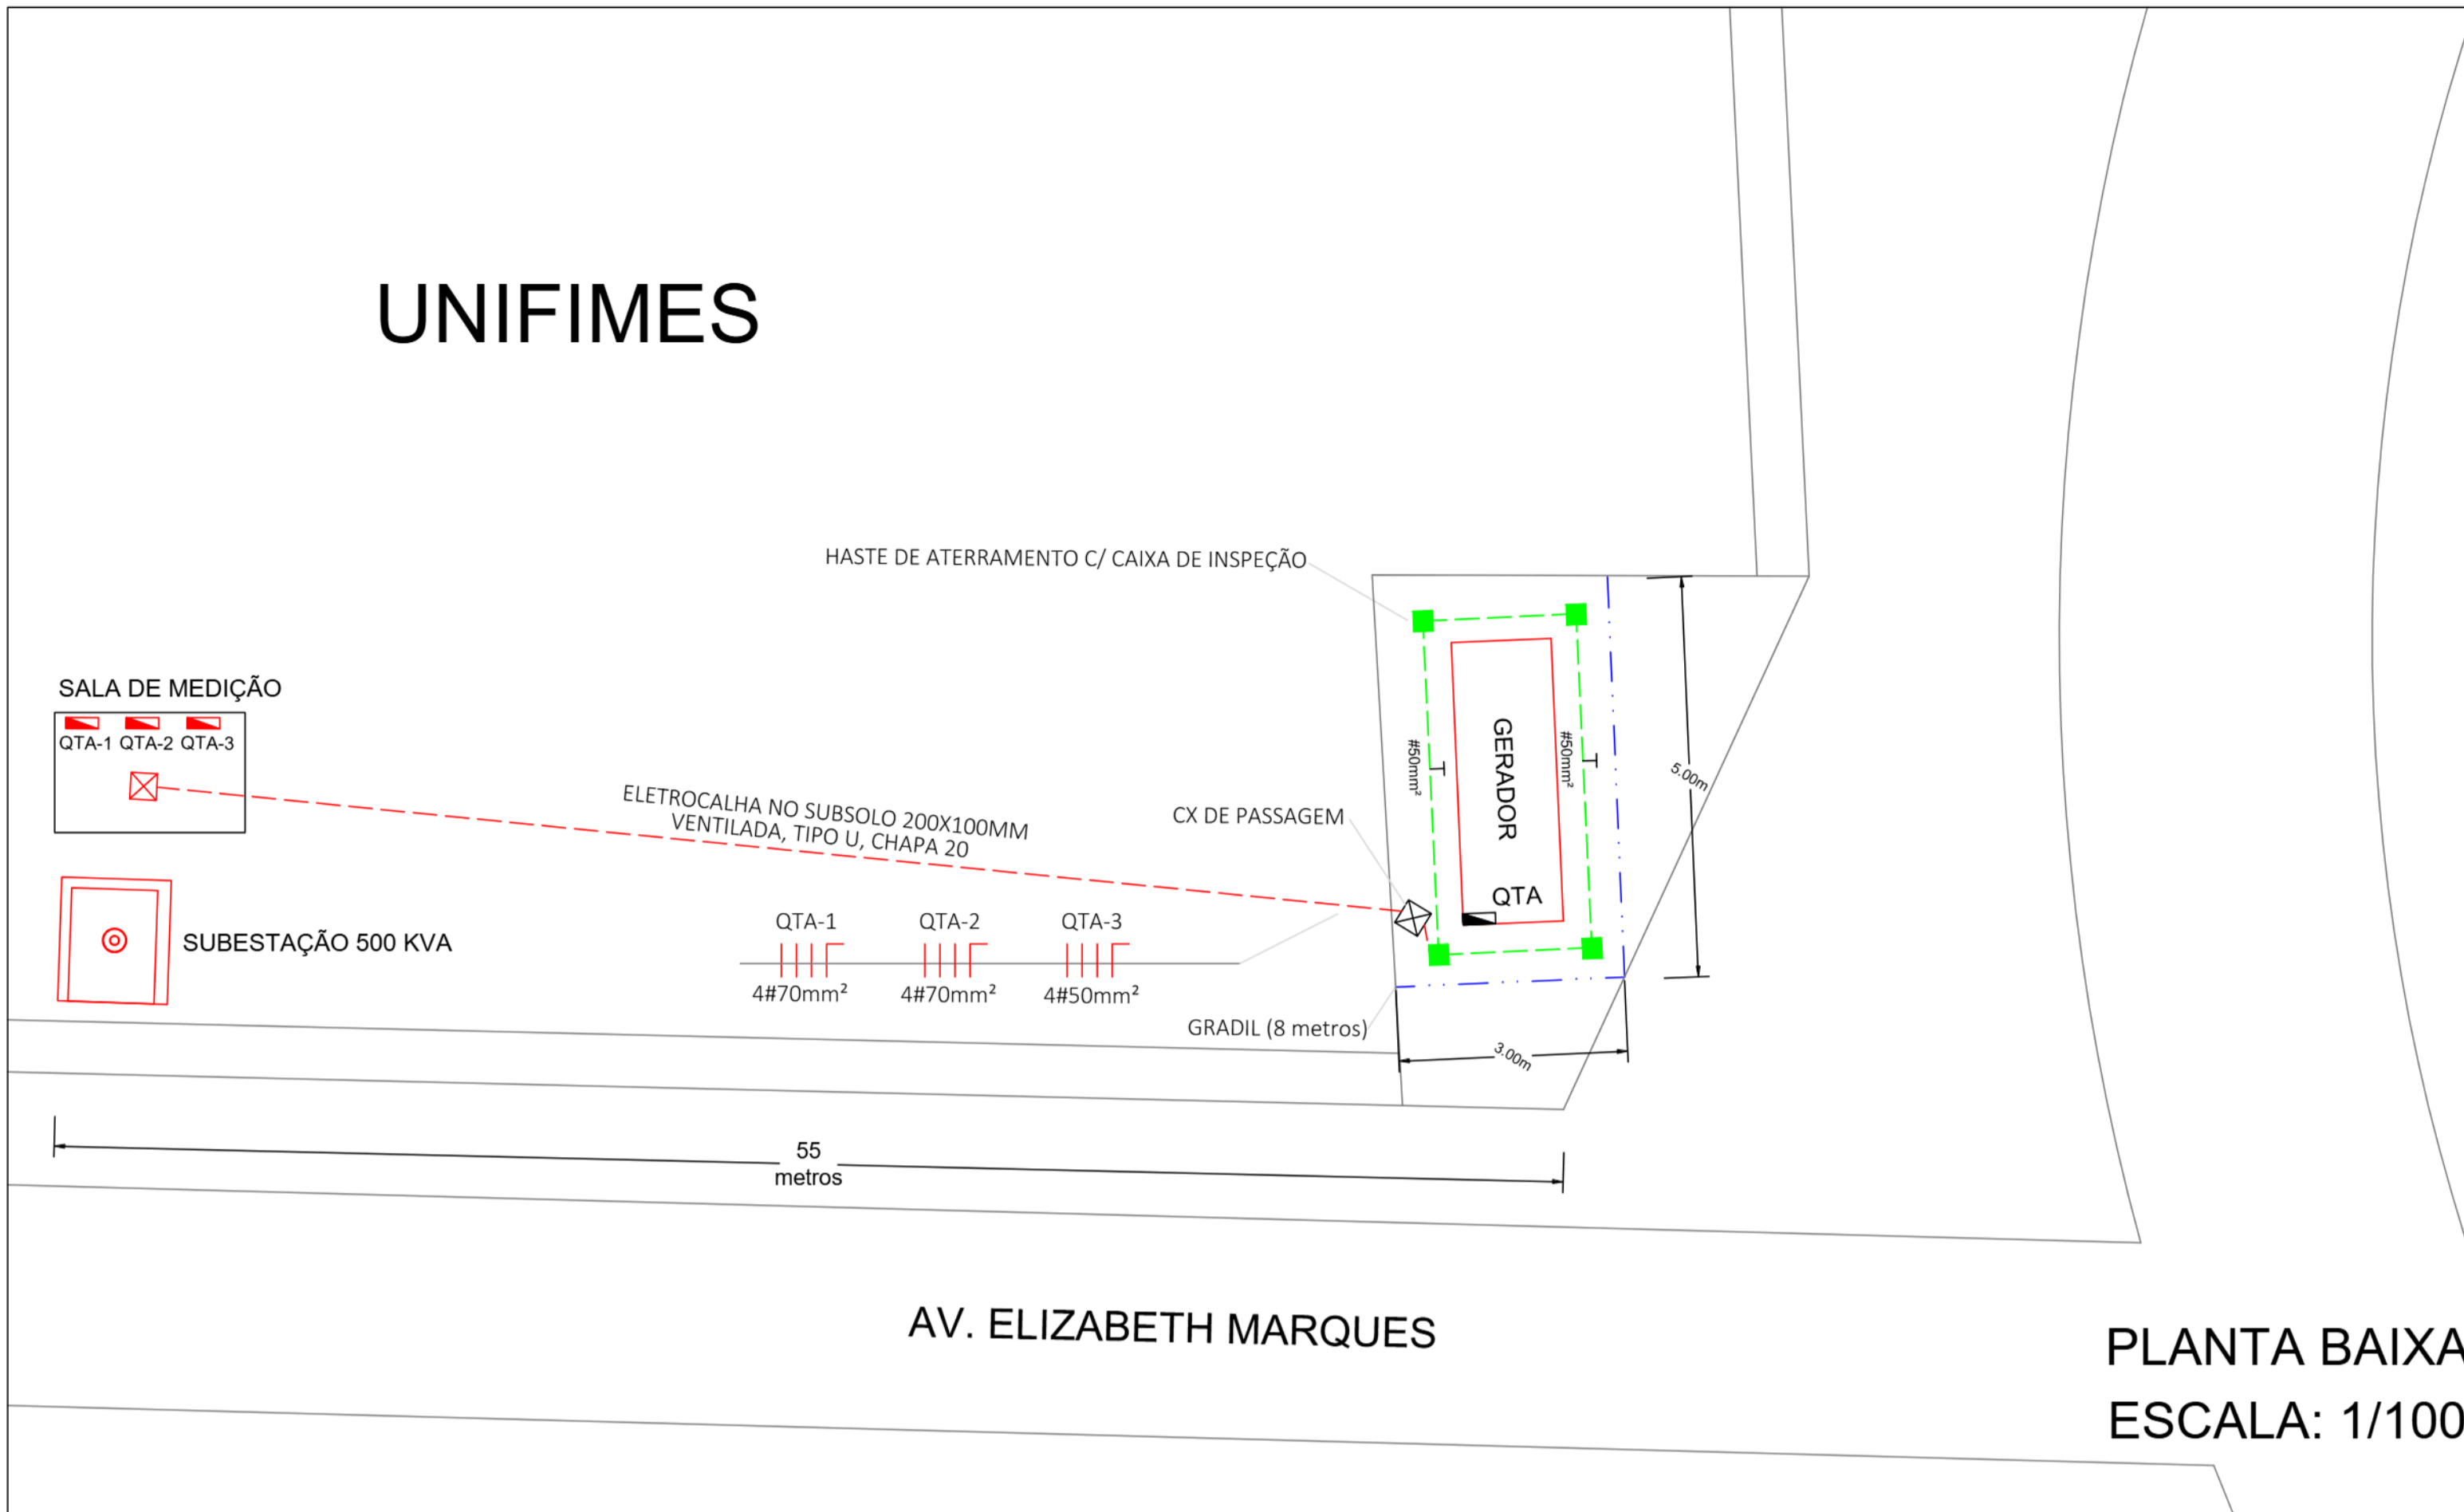 UNIFIMES
HASTE DE ATERRAMENTO C/ CAIXA DE INSPEÇÃO
SALA DE MEDIÇÃO
QTA-1 QTA-2 QTA-3
ELETROCALHA NO SUBSOLO 200X100MM
VENTILADA, TIPO U, CHAPA 20
CX DE PASSAGEM
#50mm²
GERADOR
#50mm²
QTA
5.00m
SUBESTAÇÃO 500 KVA
QTA-1 QTA-2 QTA-3
4#70mm² 4#70mm² 4#50mm²
GRADIL (8 metros)
3.00m
55
metros
AV. ELIZABETH MARQUES
PLANTA BAIXA
ESCALA: 1/100